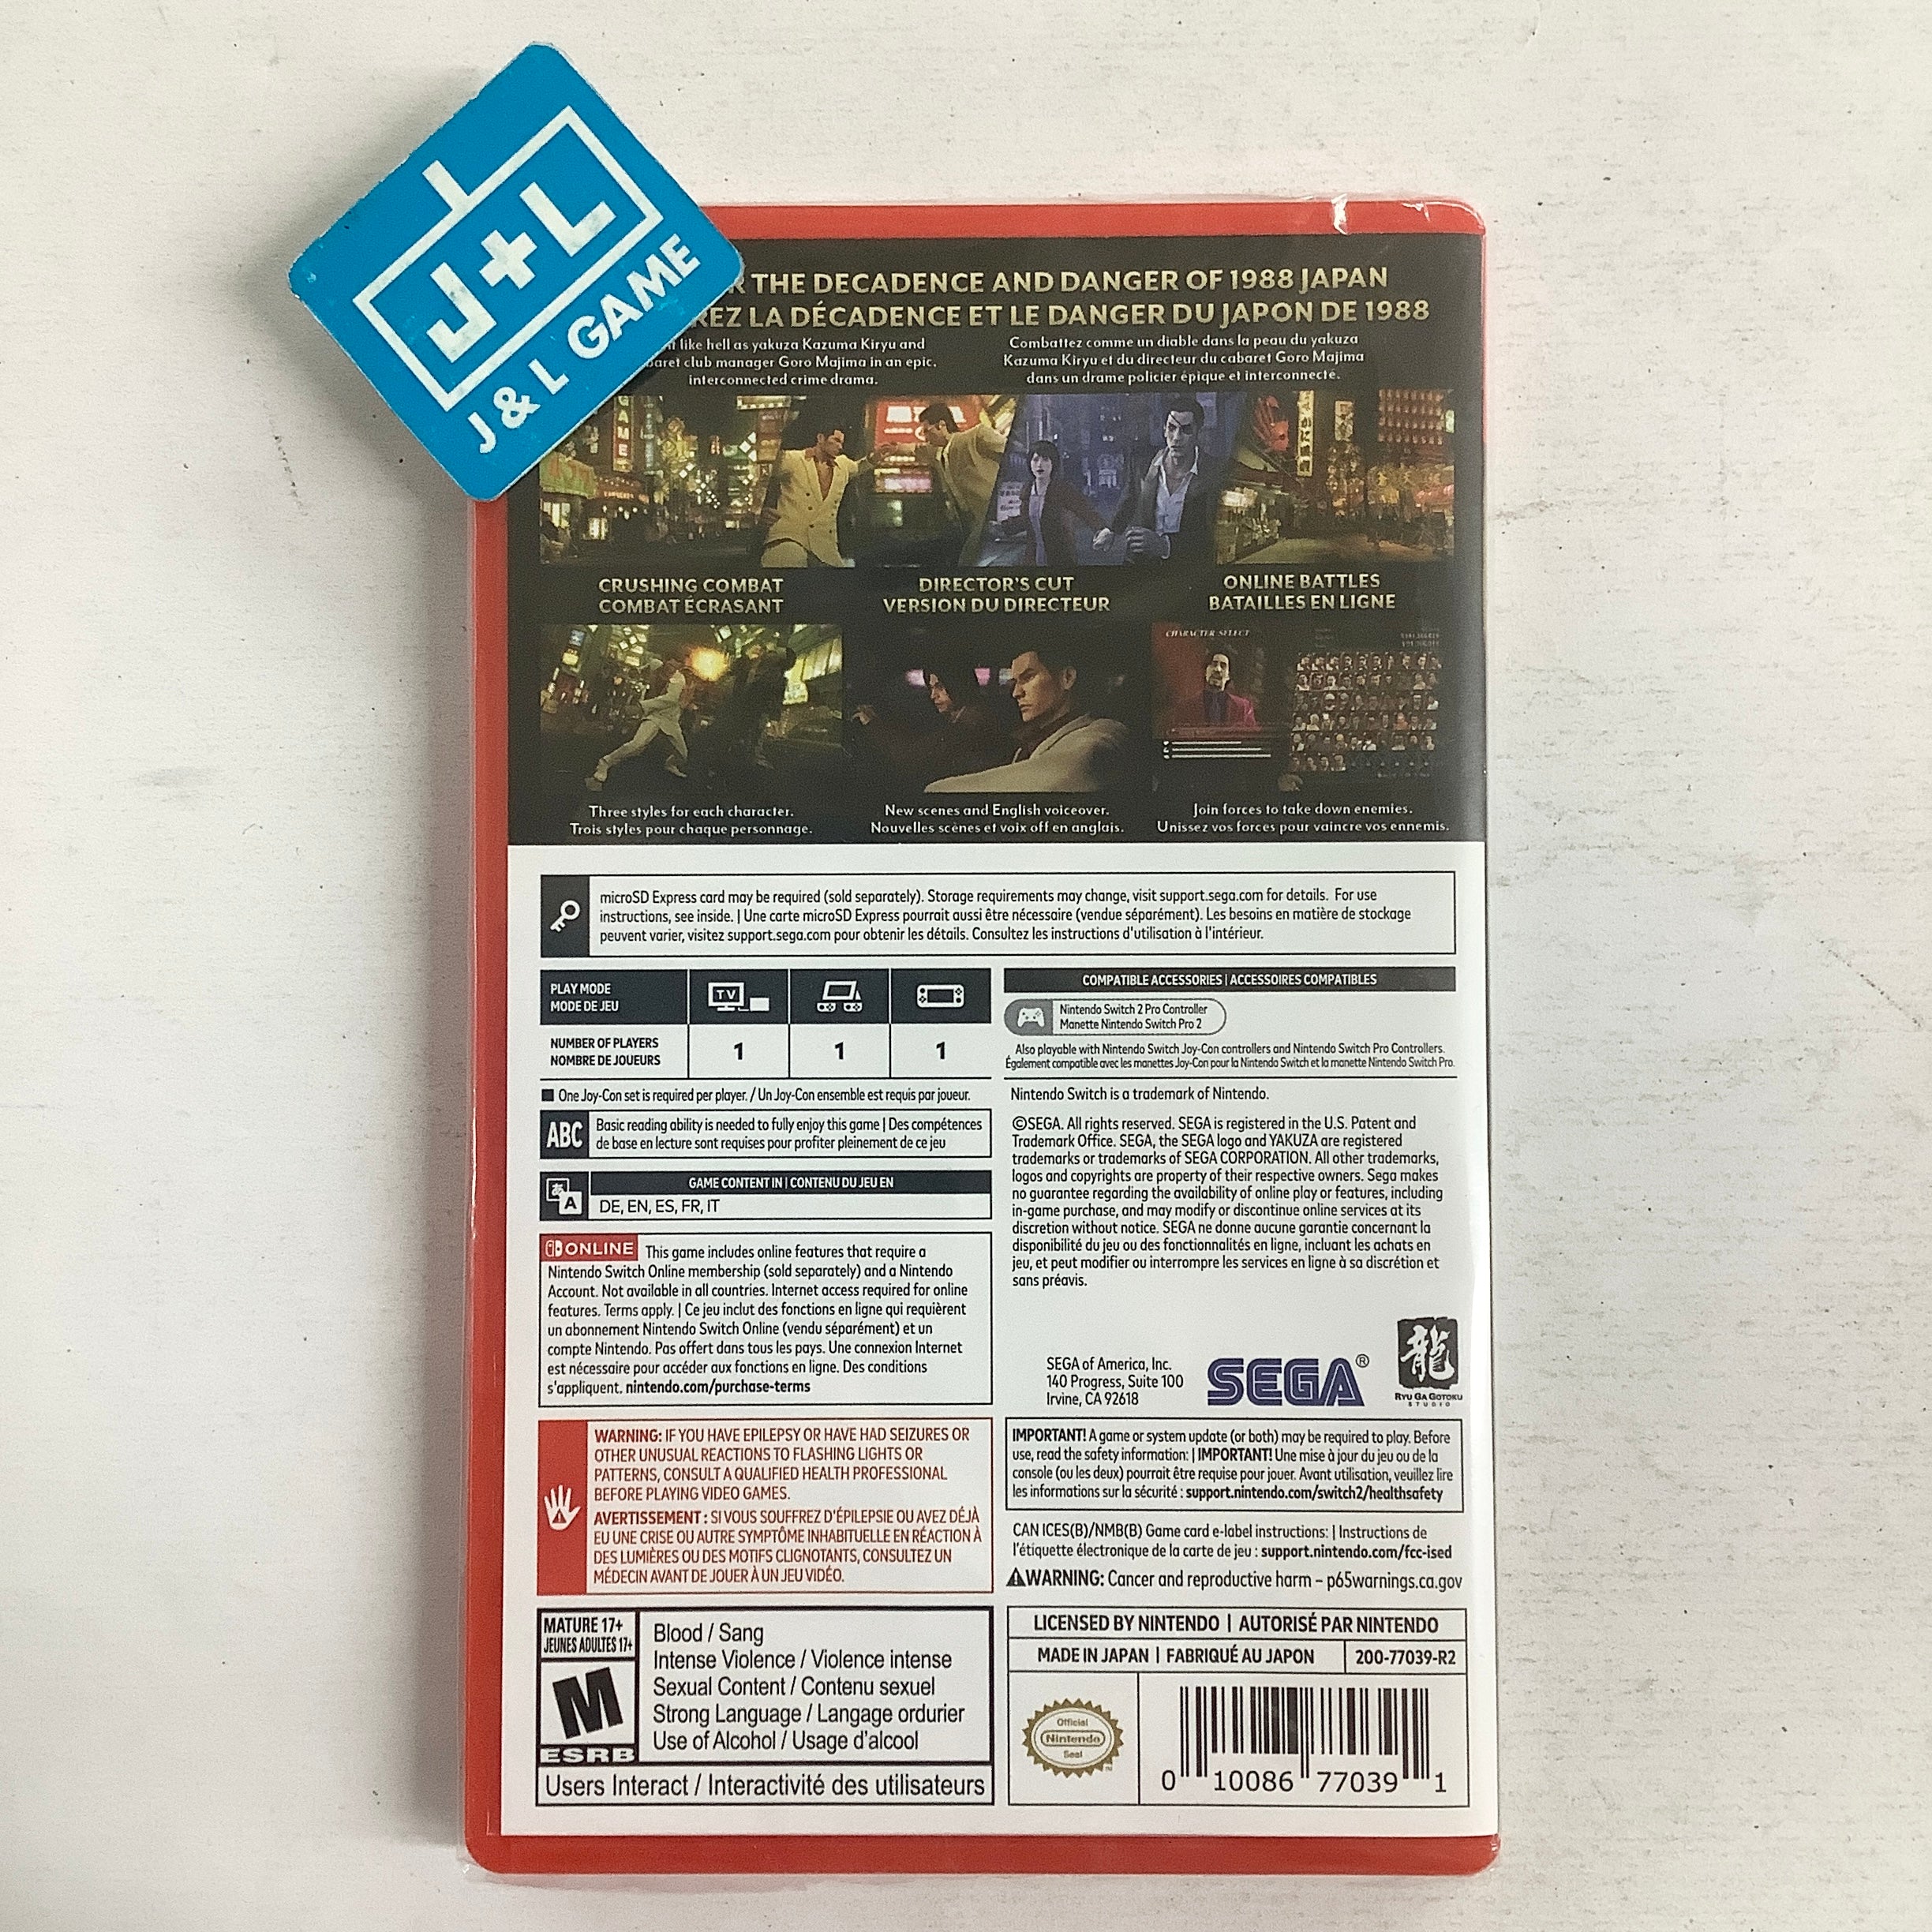 J+L
J & L GAME
THE DECADENCE AND DANGER OF 1988 JAPAN
LA DÉCADENCE ET LE DANGER DU JAPON DE 1988
like hell as yakuza Kazuma Kiryu and
club manager Goro Majima in an epic,
interconnected crime drama.
Combattez comme un diable dans la peau du yakuza
Kazuma Kiryu et du directeur du cabaret Goro Majima
dans un drame policier épique et interconnecté.
GAME
CRUSHING COMBAT
COMBAT ÉCRASANT
DIRECTOR'S CUT
VERSION DU DIRECTEUR
ONLINE BATTLES
BATAILLES EN LIGNE
CHARACTER SELECT
Three styles for each character.
Trois styles pour chaque personnage.
New scenes and English voiceover.
Nouvelles scènes et voix off en anglais.
Join forces to take down enemies.
Unissez vos forces pour vaincre vos ennemis.
microSD Express card may be required (sold separately). Storage requirements may change, visit support.sega.com for details. For use
instructions, see inside. | Une carte microSD Express pourrait aussi être nécessaire (vendue séparément). Les besoins en matière de stockage
peuvent varier, visitez support.sega.com pour obtenir les détails. Consultez les instructions d'utilisation à l'intérieur.
PLAY MODE
MODE DE JEU
TV
NUMBER OF PLAYERS
NOMBRE DE JOUEURS
1 1 1
■ One Joy-Con set is required per player. / Un Joy-Con ensemble est requis par joueur.
ABC
Basic reading ability is needed to fully enjoy this game | Des compétences
de base en lecture sont requises pour profiter pleinement de ce jeu
あA
GAME CONTENT IN | CONTENU DU JEU EN
DE, EN, ES, FR, IT
ONLINE This game includes online features that require a
Nintendo Switch Online membership (sold separately) and a Nintendo
Account. Not available in all countries. Internet access required for online
features. Terms apply. | Ce jeu inclut des fonctions en ligne qui requièrent
un abonnement Nintendo Switch Online (vendu séparément) et un
compte Nintendo. Pas offert dans tous les pays. Une connexion Internet
est nécessaire pour accéder aux fonctions en ligne. Des conditions
s'appliquent. nintendo.com/purchase-terms
WARNING: IF YOU HAVE EPILEPSY OR HAVE HAD SEIZURES OR
OTHER UNUSUAL REACTIONS TO FLASHING LIGHTS OR
PATTERNS, CONSULT A QUALIFIED HEALTH PROFESSIONAL
BEFORE PLAYING VIDEO GAMES.
AVERTISSEMENT : SI VOUS SOUFFREZ D'ÉPILEPSIE OU AVEZ DÉJÀ
EU UNE CRISE OU AUTRE SYMPTÔME INHABITUELLE EN RÉACTION À
DES LUMIÈRES OU DES MOTIFS CLIGNOTANTS, CONSULTEZ UN
MÉDECIN AVANT DE JOUER À UN JEU VIDÉO.
MATURE 17+
JEUNES ADULTES 17+
M
ESRB
Blood / Sang
Intense Violence / Violence intense
Sexual Content / Contenu sexuel
Strong Language / Langage ordurier
Use of Alcohol / Usage d'alcool
Users Interact / Interactivité des utilisateurs
COMPATIBLE ACCESSORIES | ACCESSOIRES COMPATIBLES
Nintendo Switch 2 Pro Controller
Manette Nintendo Switch Pro 2
Also playable with Nintendo Switch Joy-Con controllers and Nintendo Switch Pro Controllers.
Également compatible avec les manettes Joy-Con pour la Nintendo Switch et la manette Nintendo Switch Pro.
Nintendo Switch is a trademark of Nintendo.
©SEGA. All rights reserved. SEGA is registered in the U.S. Patent and
Trademark Office. SEGA, the SEGA logo and YAKUZA are registered
trademarks or trademarks of SEGA CORPORATION. All other trademarks,
logos and copyrights are property of their respective owners. Sega makes
no guarantee regarding the availability of online play or features, including
in-game purchase, and may modify or discontinue online services at its
discretion without notice. SEGA ne donne aucune garantie concernant la
disponibilité du jeu ou des fonctionnalités en ligne, incluant les achats en
jeu, et peut modifier ou interrompre les services en ligne à sa discrétion et
sans préavis.
SEGA of America, Inc.
140 Progress, Suite 100
Irvine, CA 92618
SEGA®
龍
RYU GA GOTOKU
STUDIO
IMPORTANT! A game or system update (or both) may be required to play. Before
use, read the safety information: | IMPORTANT! Une mise à jour du jeu ou de la
console (ou les deux) pourrait être requise pour jouer. Avant utilisation, veuillez lire
les informations sur la sécurité : support.nintendo.com/switch2/healthsafety
CAN ICES(B)/NMB(B) Game card e-label instructions: | Instructions de
l'étiquette électronique de la carte de jeu : support.nintendo.com/fcc-ised
WARNING: Cancer and reproductive harm – p65warnings.ca.gov
LICENSED BY NINTENDO | AUTORISÉ PAR NINTENDO
MADE IN JAPAN | FABRIQUÉ AU JAPON
200-77039-R2
Official
Nintendo
Seal
0 10086 77039 1